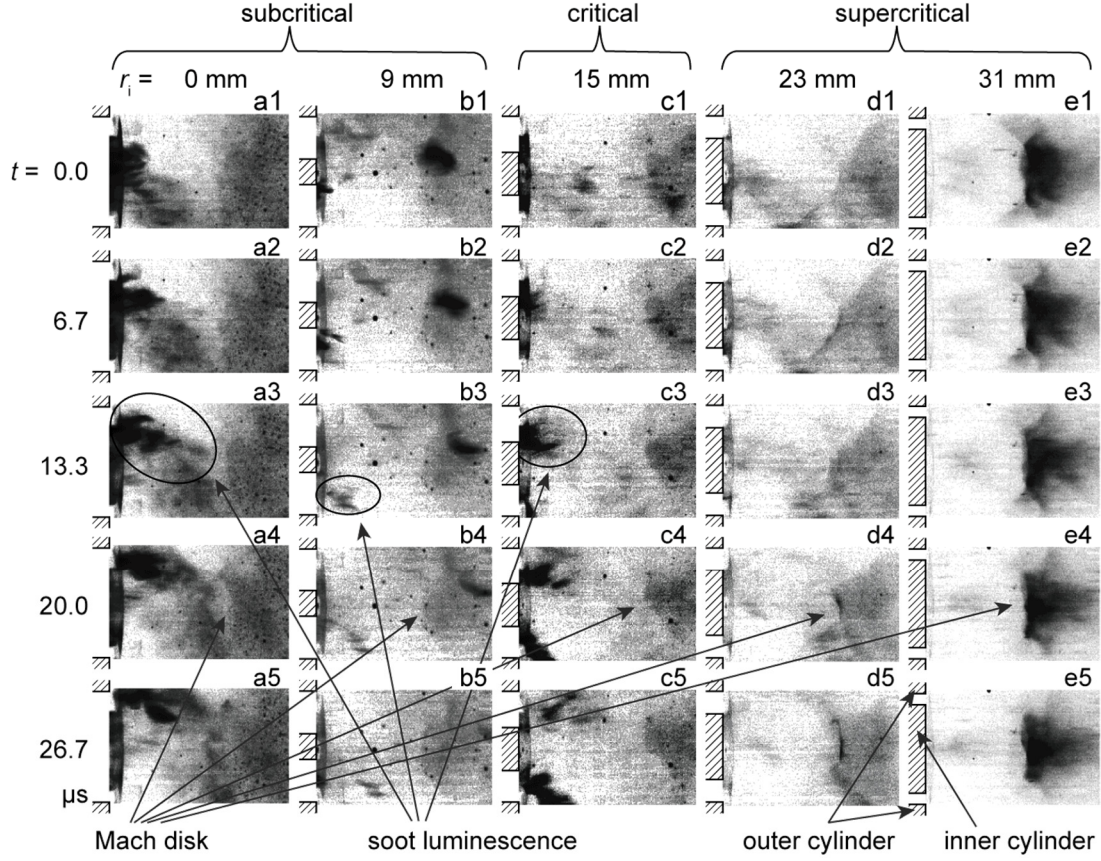 subcritical critical supercritical
rᵢ = 0 mm 9 mm 15 mm 23 mm 31 mm
a1 b1 c1 d1 e1
t = 0.0
a2 b2 c2 d2 e2
6.7
a3 b3 c3 d3 e3
13.3
a4 b4 c4 d4 e4
20.0
a5 b5 c5 d5 e5
26.7
µs
Mach disk soot luminescence outer cylinder inner cylinder